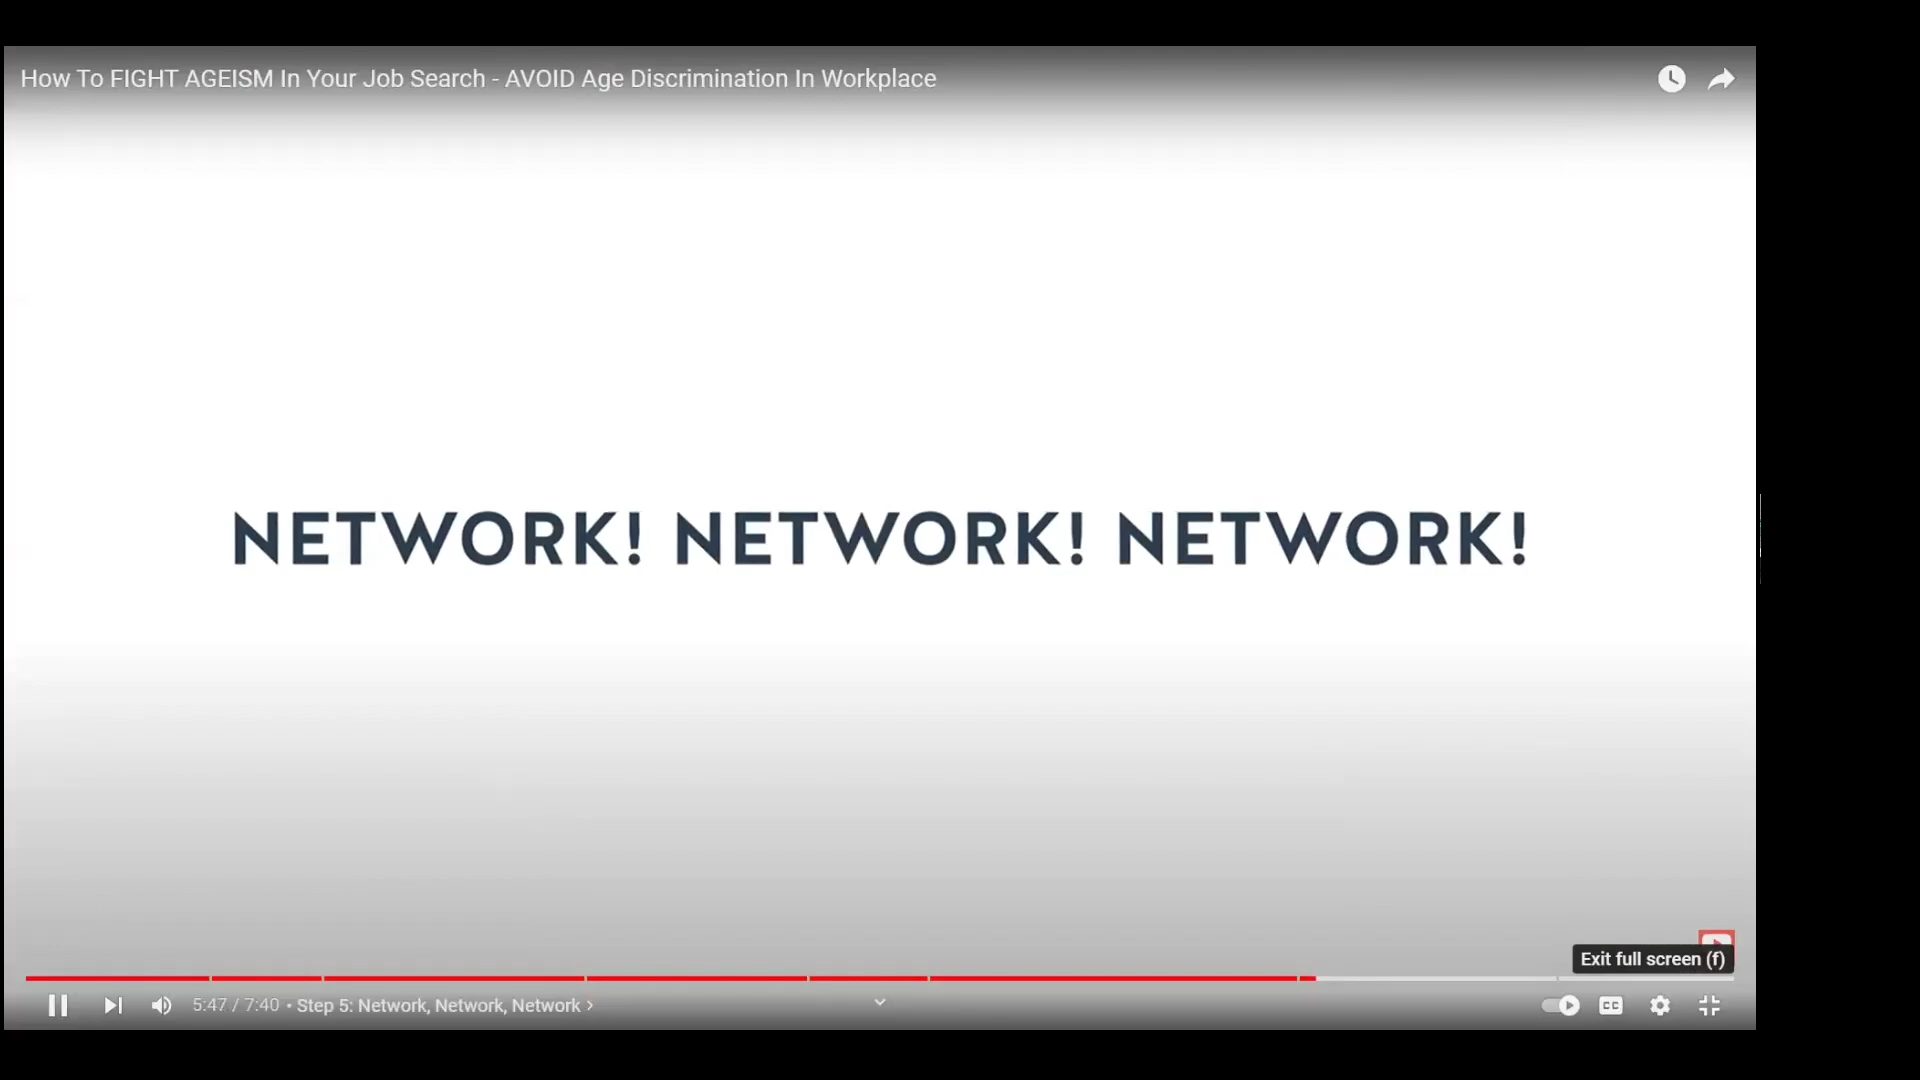 How To FIGHT AGEISM In Your Job Search - AVOID Age Discrimination In Workplace
NETWORK! NETWORK! NETWORK!
Exit full screen (f)
5:47 / 7:40 • Step 5: Network, Network, Network >
CC